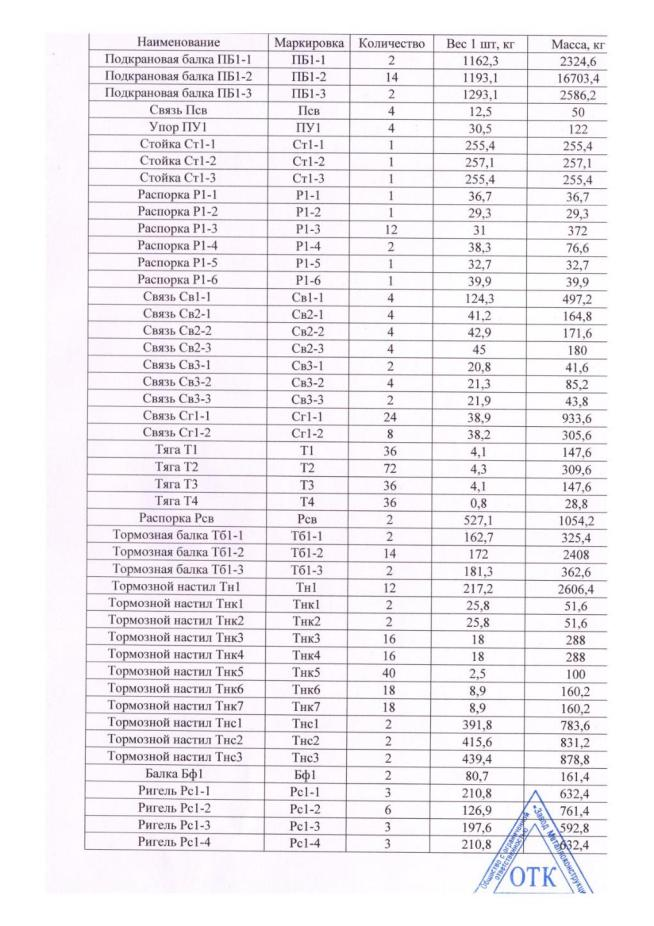 Наименование Маркировка Количество Вес 1 шт, кг Масса, кг
Подкрановая балка ПБ1-1 ПБ1-1 2 1162,3 2324,6
Подкрановая балка ПБ1-2 ПБ1-2 14 1193,1 16703,4
Подкрановая балка ПБ1-3 ПБ1-3 2 1293,1 2586,2
Связь Псв Псв 4 12,5 50
Упор ПУ1 ПУ1 4 30,5 122
Стойка Ст1-1 Ст1-1 1 255,4 255,4
Стойка Ст1-2 Ст1-2 1 257,1 257,1
Стойка Ст1-3 Ст1-3 1 255,4 255,4
Распорка Р1-1 Р1-1 1 36,7 36,7
Распорка Р1-2 Р1-2 1 29,3 29,3
Распорка Р1-3 Р1-3 12 31 372
Распорка Р1-4 Р1-4 2 38,3 76,6
Распорка Р1-5 Р1-5 1 32,7 32,7
Распорка Р1-6 Р1-6 1 39,9 39,9
Связь Св1-1 Св1-1 4 124,3 497,2
Связь Св2-1 Св2-1 4 41,2 164,8
Связь Св2-2 Св2-2 4 42,9 171,6
Связь Св2-3 Св2-3 4 45 180
Связь Св3-1 Св3-1 2 20,8 41,6
Связь Св3-2 Св3-2 4 21,3 85,2
Связь Св3-3 Св3-3 2 21,9 43,8
Связь Сг1-1 Сг1-1 24 38,9 933,6
Связь Сг1-2 Сг1-2 8 38,2 305,6
Тяга Т1 Т1 36 4,1 147,6
Тяга Т2 Т2 72 4,3 309,6
Тяга Т3 Т3 36 4,1 147,6
Тяга Т4 Т4 36 0,8 28,8
Распорка Рсв Рсв 2 527,1 1054,2
Тормозная балка Тб1-1 Тб1-1 2 162,7 325,4
Тормозная балка Тб1-2 Тб1-2 14 172 2408
Тормозная балка Тб1-3 Тб1-3 2 181,3 362,6
Тормозной настил Тн1 Тн1 12 217,2 2606,4
Тормозной настил Тнк1 Тнк1 2 25,8 51,6
Тормозной настил Тнк2 Тнк2 2 25,8 51,6
Тормозной настил Тнк3 Тнк3 16 18 288
Тормозной настил Тнк4 Тнк4 16 18 288
Тормозной настил Тнк5 Тнк5 40 2,5 100
Тормозной настил Тнк6 Тнк6 18 8,9 160,2
Тормозной настил Тнк7 Тнк7 18 8,9 160,2
Тормозной настил Тнс1 Тнс1 2 391,8 783,6
Тормозной настил Тнс2 Тнс2 2 415,6 831,2
Тормозной настил Тнс3 Тнс3 2 439,4 878,8
Балка Бф1 Бф1 2 80,7 161,4
Ригель Рс1-1 Рс1-1 3 210,8 632,4
Ригель Рс1-2 Рс1-2 6 126,9 761,4
Ригель Рс1-3 Рс1-3 3 197,6 592,8
Ригель Рс1-4 Рс1-4 3 210,8 632,4
Общество с ограниченной
ответственностью
"Завод Металлоконструкци
ОТК